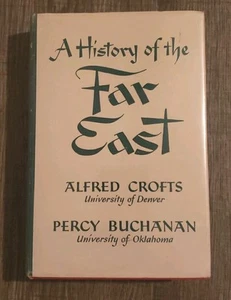 A History of the
Far
East
ALFRED CROFTS
University of Denver
PERCY BUCHANAN
University of Oklahoma